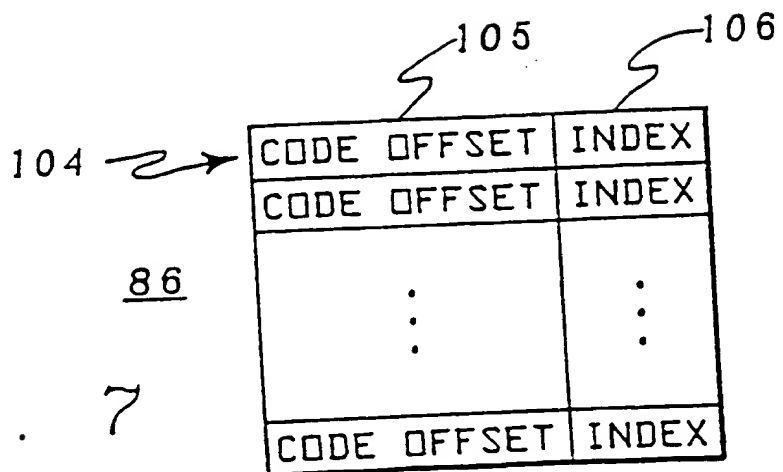 105 106
104 CODE OFFSET INDEX
CODE OFFSET INDEX
86
. 7
CODE OFFSET INDEX